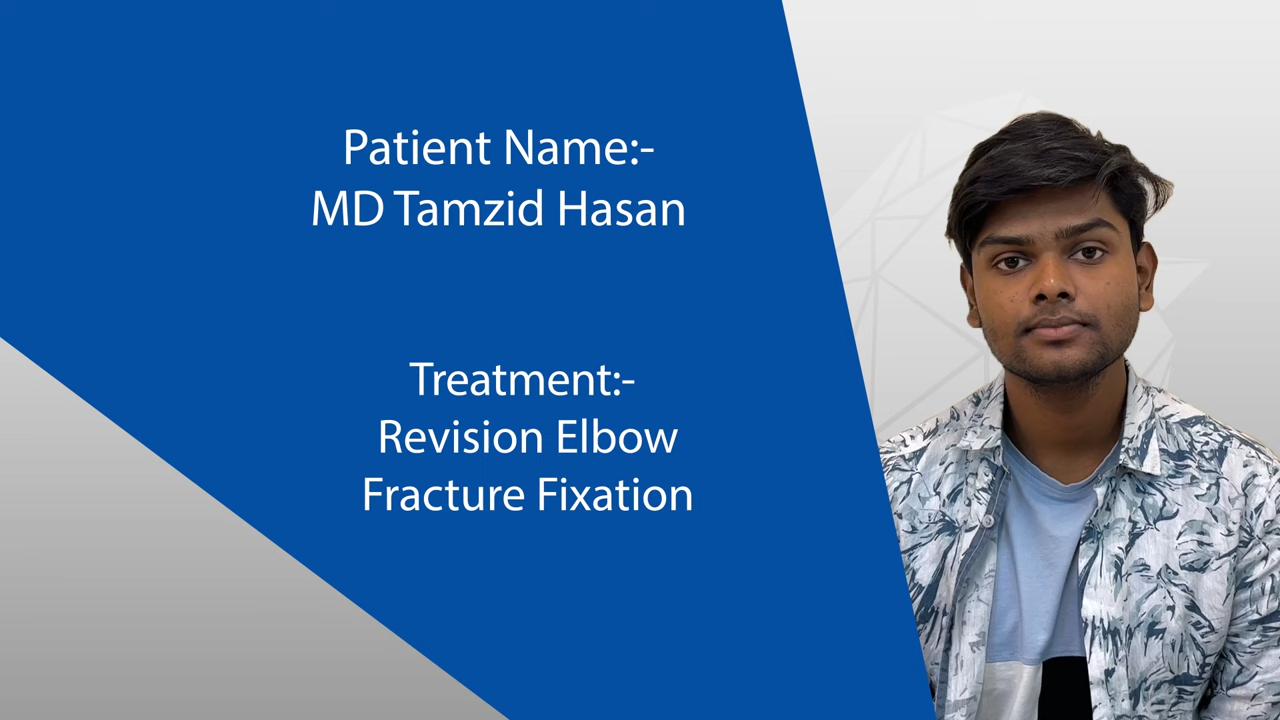 Patient Name:-
MD Tamzid Hasan
Treatment:-
Revision Elbow
Fracture Fixation